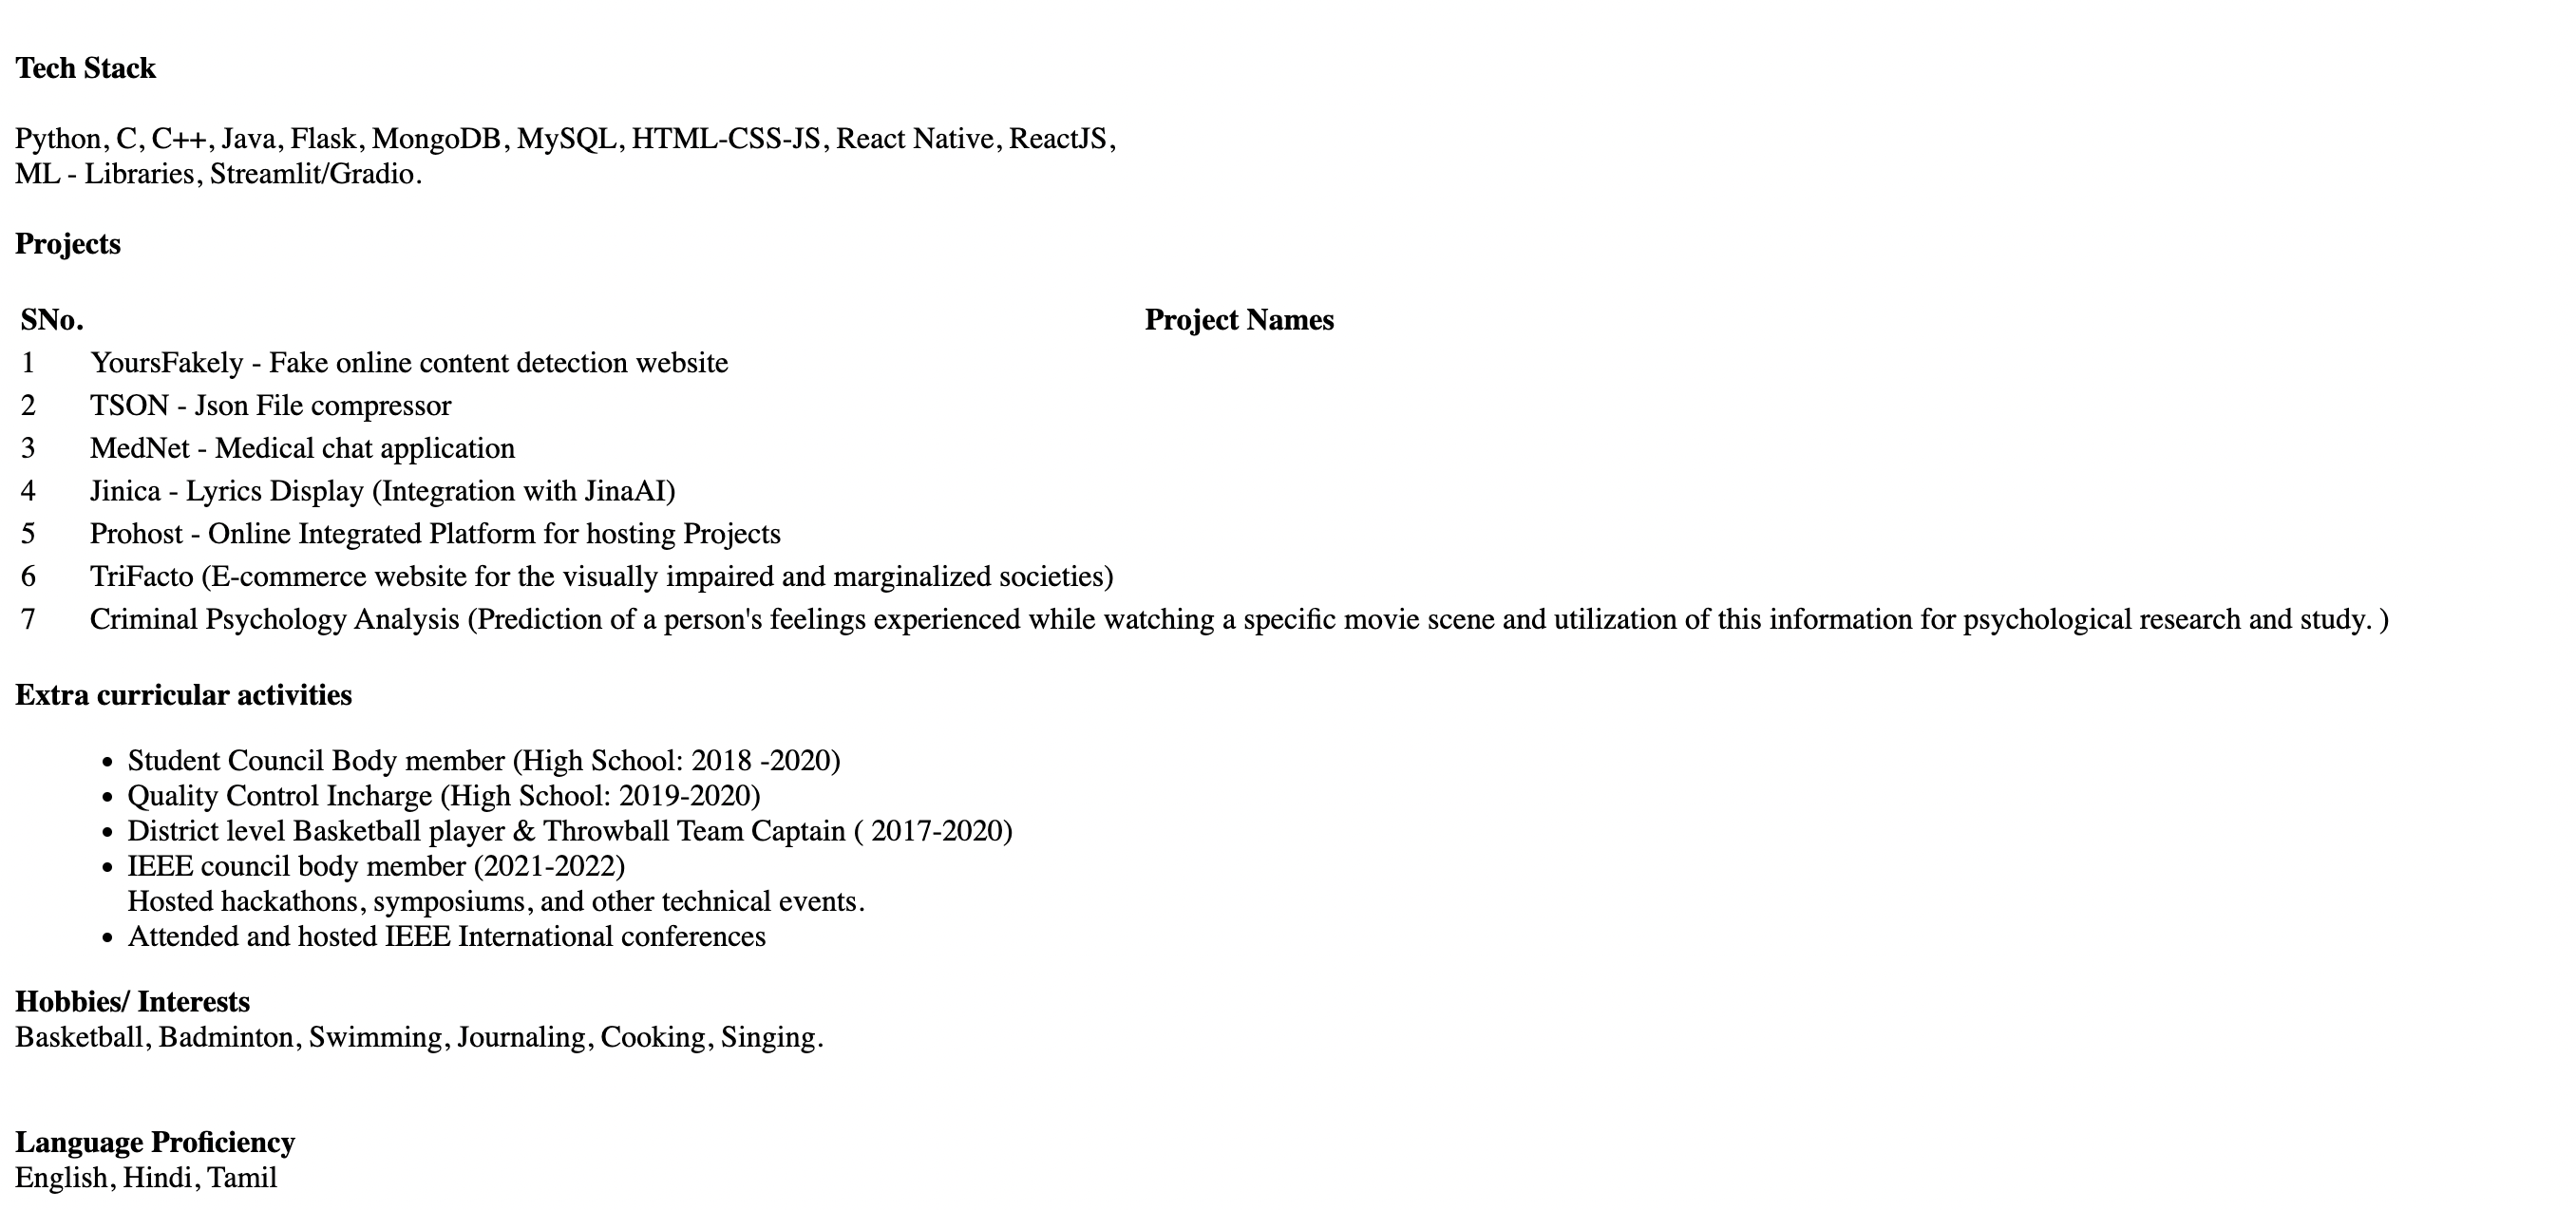 Tech Stack
Python, C, C++, Java, Flask, MongoDB, MySQL, HTML-CSS-JS, React Native, ReactJS,
ML - Libraries, Streamlit/Gradio.
Projects
SNo. Project Names
1 YoursFakely - Fake online content detection website
2 TSON - Json File compressor
3 MedNet - Medical chat application
4 Jinica - Lyrics Display (Integration with JinaAI)
5 Prohost - Online Integrated Platform for hosting Projects
6 TriFacto (E-commerce website for the visually impaired and marginalized societies)
7 Criminal Psychology Analysis (Prediction of a person's feelings experienced while watching a specific movie scene and utilization of this information for psychological research and study. )
Extra curricular activities
• Student Council Body member (High School: 2018 -2020)
• Quality Control Incharge (High School: 2019-2020)
• District level Basketball player & Throwball Team Captain ( 2017-2020)
• IEEE council body member (2021-2022)
Hosted hackathons, symposiums, and other technical events.
• Attended and hosted IEEE International conferences
Hobbies/ Interests
Basketball, Badminton, Swimming, Journaling, Cooking, Singing.
Language Proficiency
English, Hindi, Tamil